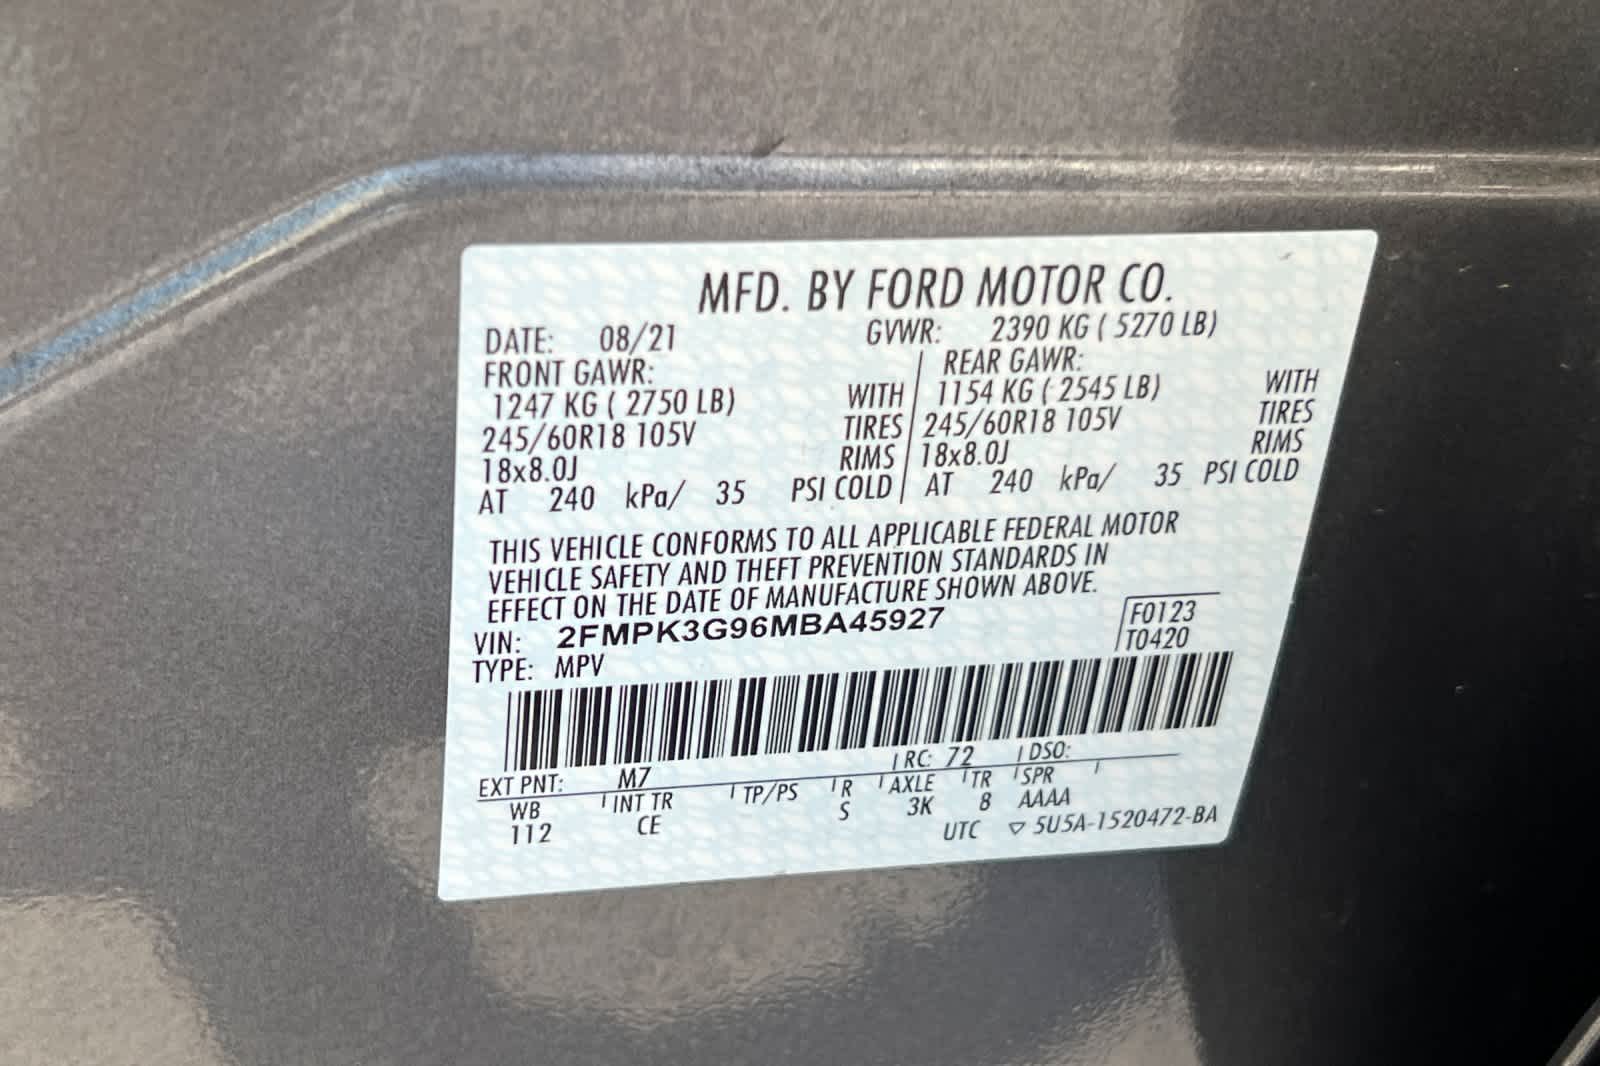 MFD. BY FORD MOTOR CO.
DATE: 08/21 GVWR: 2390 KG ( 5270 LB)
FRONT GAWR: REAR GAWR:
1247 KG ( 2750 LB) WITH 1154 KG ( 2545 LB) WITH
245/60R18 105V TIRES 245/60R18 105V TIRES
18x8.0J RIMS 18x8.0J RIMS
AT 240 kPa/ 35 PSI COLD AT 240 kPa/ 35 PSI COLD
THIS VEHICLE CONFORMS TO ALL APPLICABLE FEDERAL MOTOR
VEHICLE SAFETY AND THEFT PREVENTION STANDARDS IN
EFFECT ON THE DATE OF MANUFACTURE SHOWN ABOVE.
VIN: 2FMPK3G96MBA45927 F0123
TYPE: MPV T0420
EXT PNT: M7 RC: 72 DSO:
WB INT TR TP/PS R AXLE TR SPR
112 CE S 3K 8 AAAA
UTC ▽ 5U5A-1520472-BA